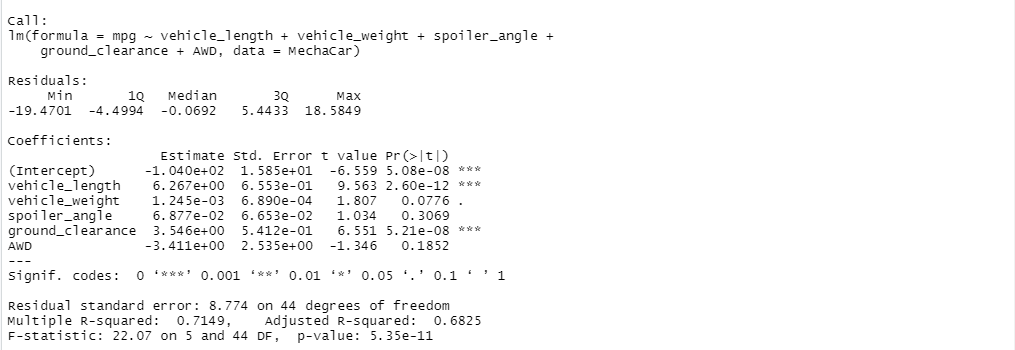 Call:
lm(formula = mpg ~ vehicle_length + vehicle_weight + spoiler_angle +
    ground_clearance + AWD, data = MechaCar)
Residuals:
     Min       1Q   Median       3Q      Max
-19.4701  -4.4994  -0.0692   5.4433  18.5849
Coefficients:
                   Estimate Std. Error t value Pr(>|t|)
(Intercept)      -1.040e+02  1.585e+01  -6.559 5.08e-08 ***
vehicle_length    6.267e+00  6.553e-01   9.563 2.60e-12 ***
vehicle_weight    1.245e-03  6.890e-04   1.807   0.0776 .
spoiler_angle     6.877e-02  6.653e-02   1.034   0.3069
ground_clearance  3.546e+00  5.412e-01   6.551 5.21e-08 ***
AWD              -3.411e+00  2.535e+00  -1.346   0.1852
---
Signif. codes:  0 ‘***’ 0.001 ‘**’ 0.01 ‘*’ 0.05 ‘.’ 0.1 ‘ ’ 1
Residual standard error: 8.774 on 44 degrees of freedom
Multiple R-squared:  0.7149,    Adjusted R-squared:  0.6825
F-statistic: 22.07 on 5 and 44 DF,  p-value: 5.35e-11